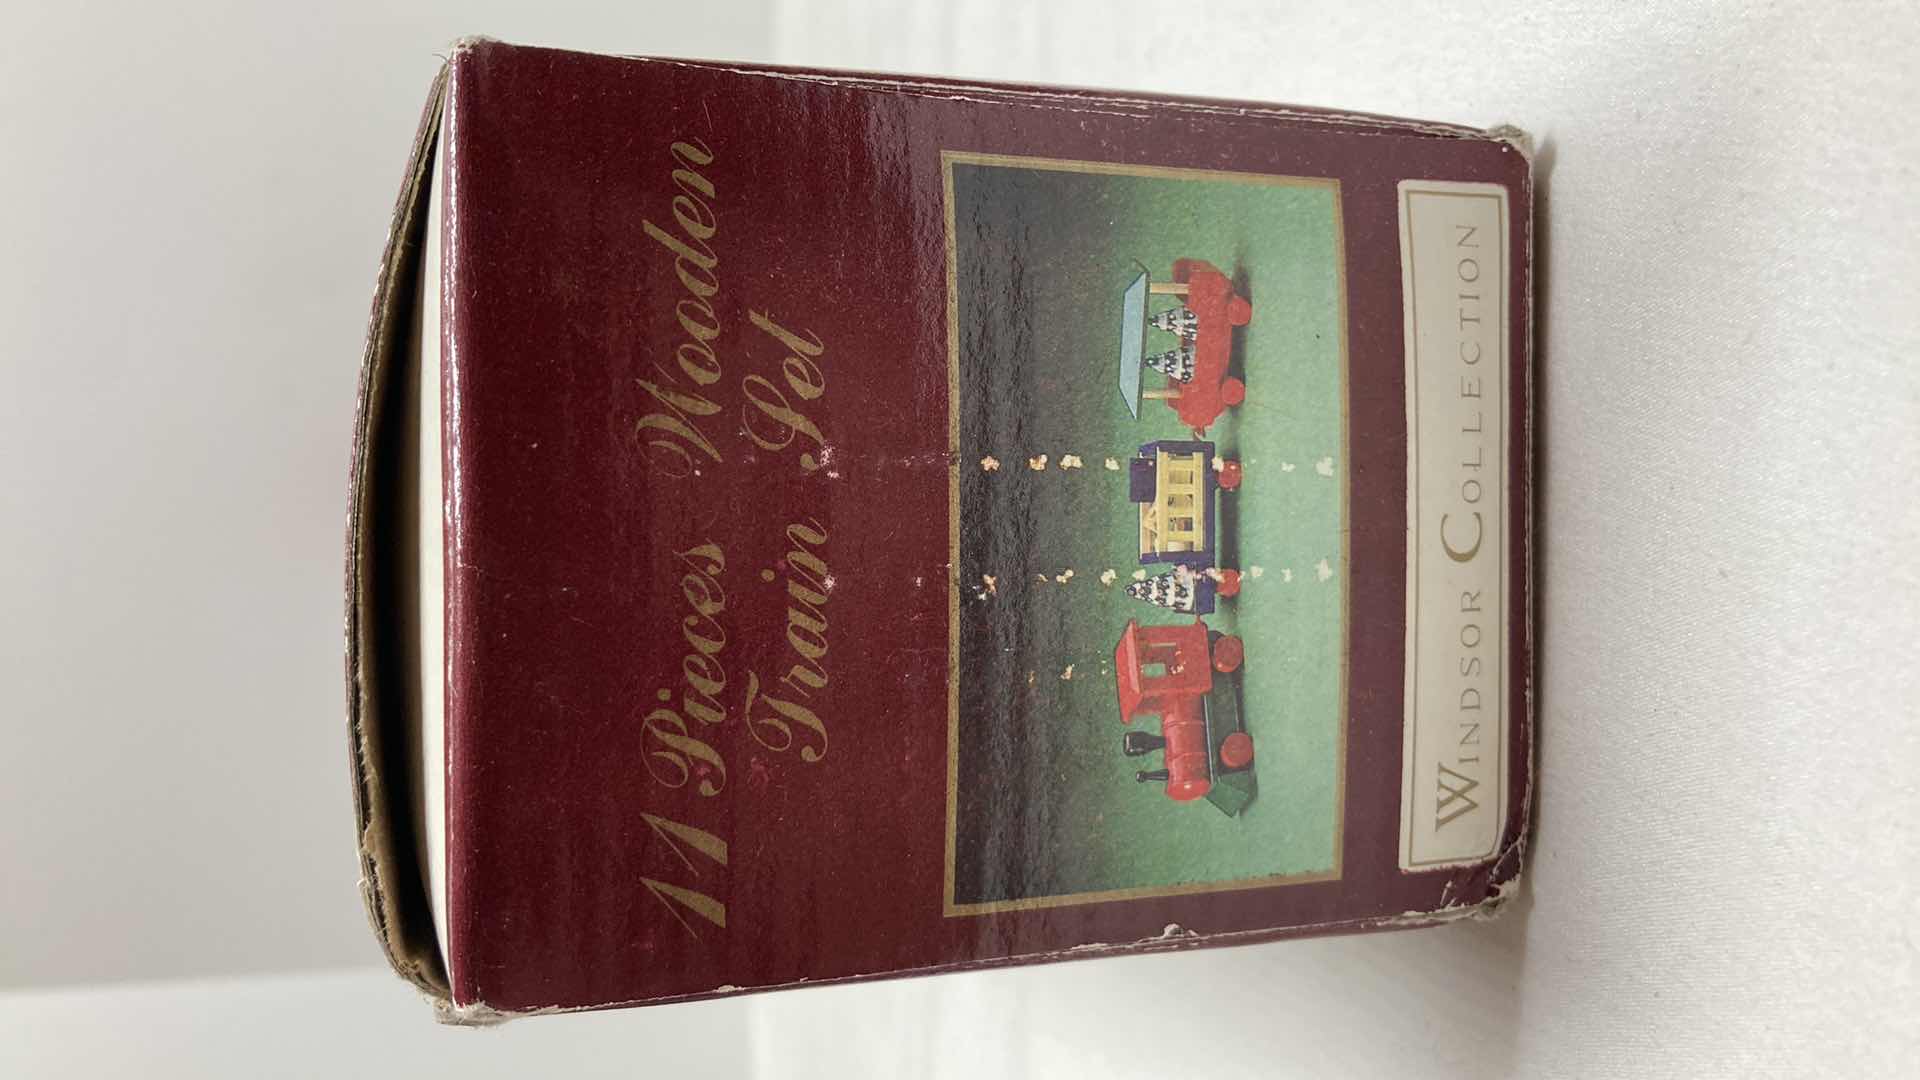 11 Pieces Wooden
Train Set
WINDSOR COLLECTION